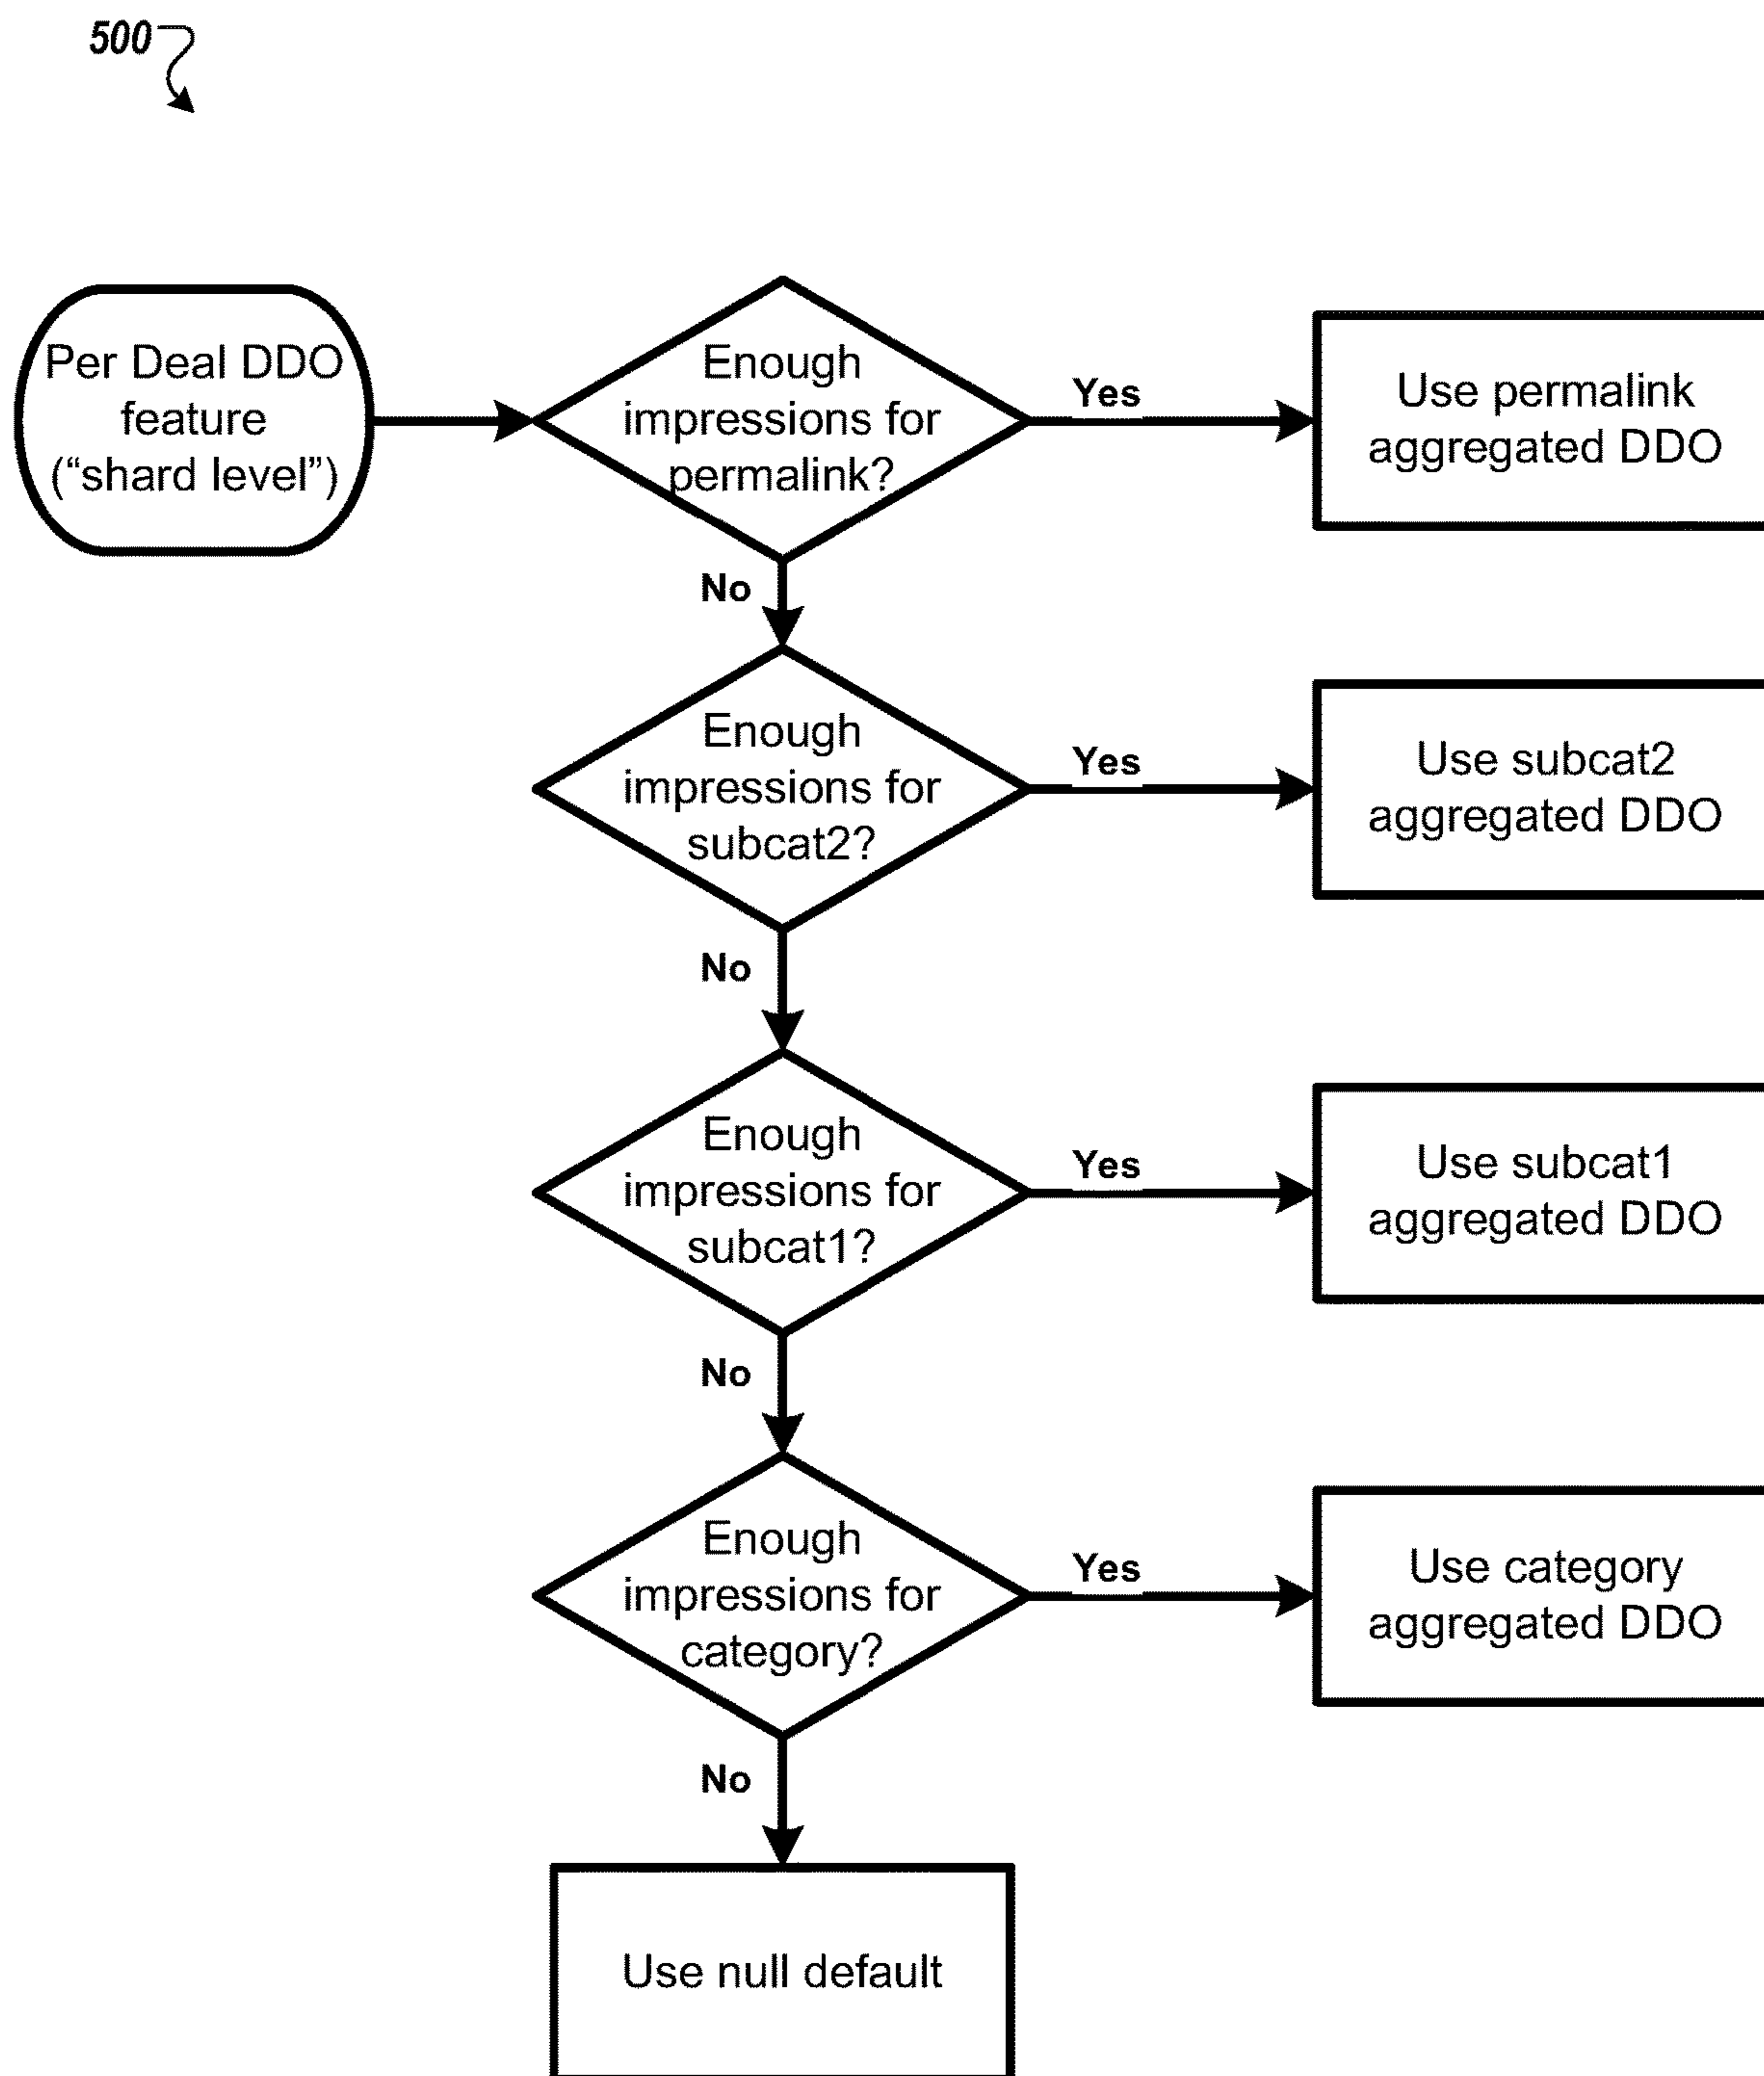 500
Per Deal DDO
feature
(“shard level”)
Enough
impressions for
permalink?
Yes
Use permalink
aggregated DDO
No
Enough
impressions for
subcat2?
Yes
Use subcat2
aggregated DDO
No
Enough
impressions for
subcat1?
Yes
Use subcat1
aggregated DDO
No
Enough
impressions for
category?
Yes
Use category
aggregated DDO
No
Use null default